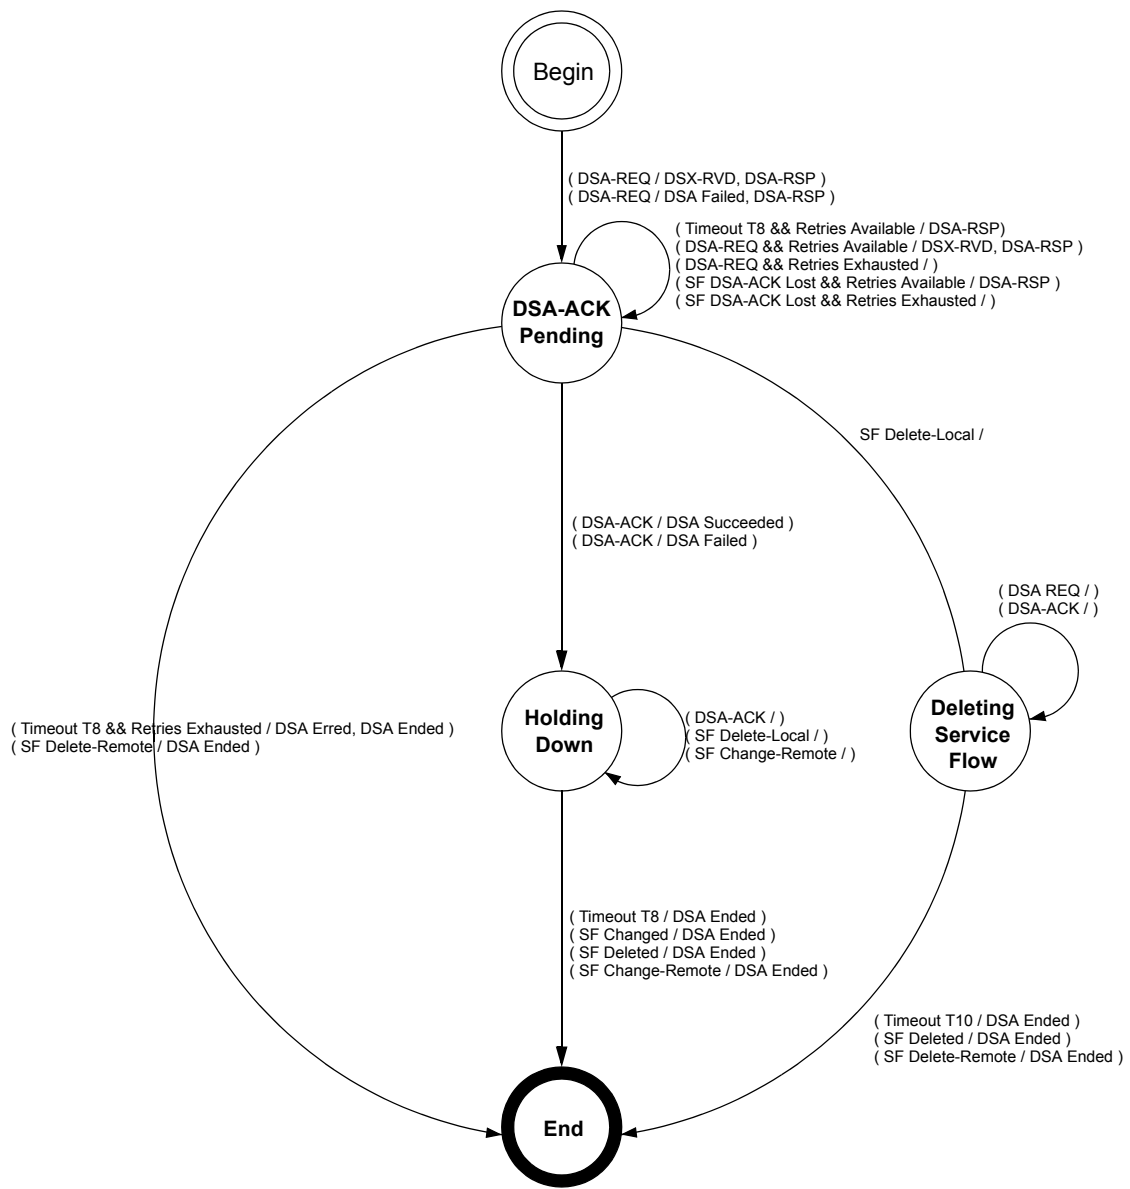 Begin
( DSA-REQ / DSX-RVD, DSA-RSP )
( DSA-REQ / DSA Failed, DSA-RSP )
( Timeout T8 && Retries Available / DSA-RSP)
( DSA-REQ && Retries Available / DSX-RVD, DSA-RSP )
( DSA-REQ && Retries Exhausted / )
( SF DSA-ACK Lost && Retries Available / DSA-RSP )
( SF DSA-ACK Lost && Retries Exhausted / )
DSA-ACK
Pending
SF Delete-Local /
( DSA-ACK / DSA Succeeded )
( DSA-ACK / DSA Failed )
( DSA REQ / )
( DSA-ACK / )
( Timeout T8 && Retries Exhausted / DSA Erred, DSA Ended )
( SF Delete-Remote / DSA Ended )
Holding
Down
( DSA-ACK / )
( SF Delete-Local / )
( SF Change-Remote / )
Deleting
Service
Flow
( Timeout T8 / DSA Ended )
( SF Changed / DSA Ended )
( SF Deleted / DSA Ended )
( SF Change-Remote / DSA Ended )
( Timeout T10 / DSA Ended )
( SF Deleted / DSA Ended )
( SF Delete-Remote / DSA Ended )
End